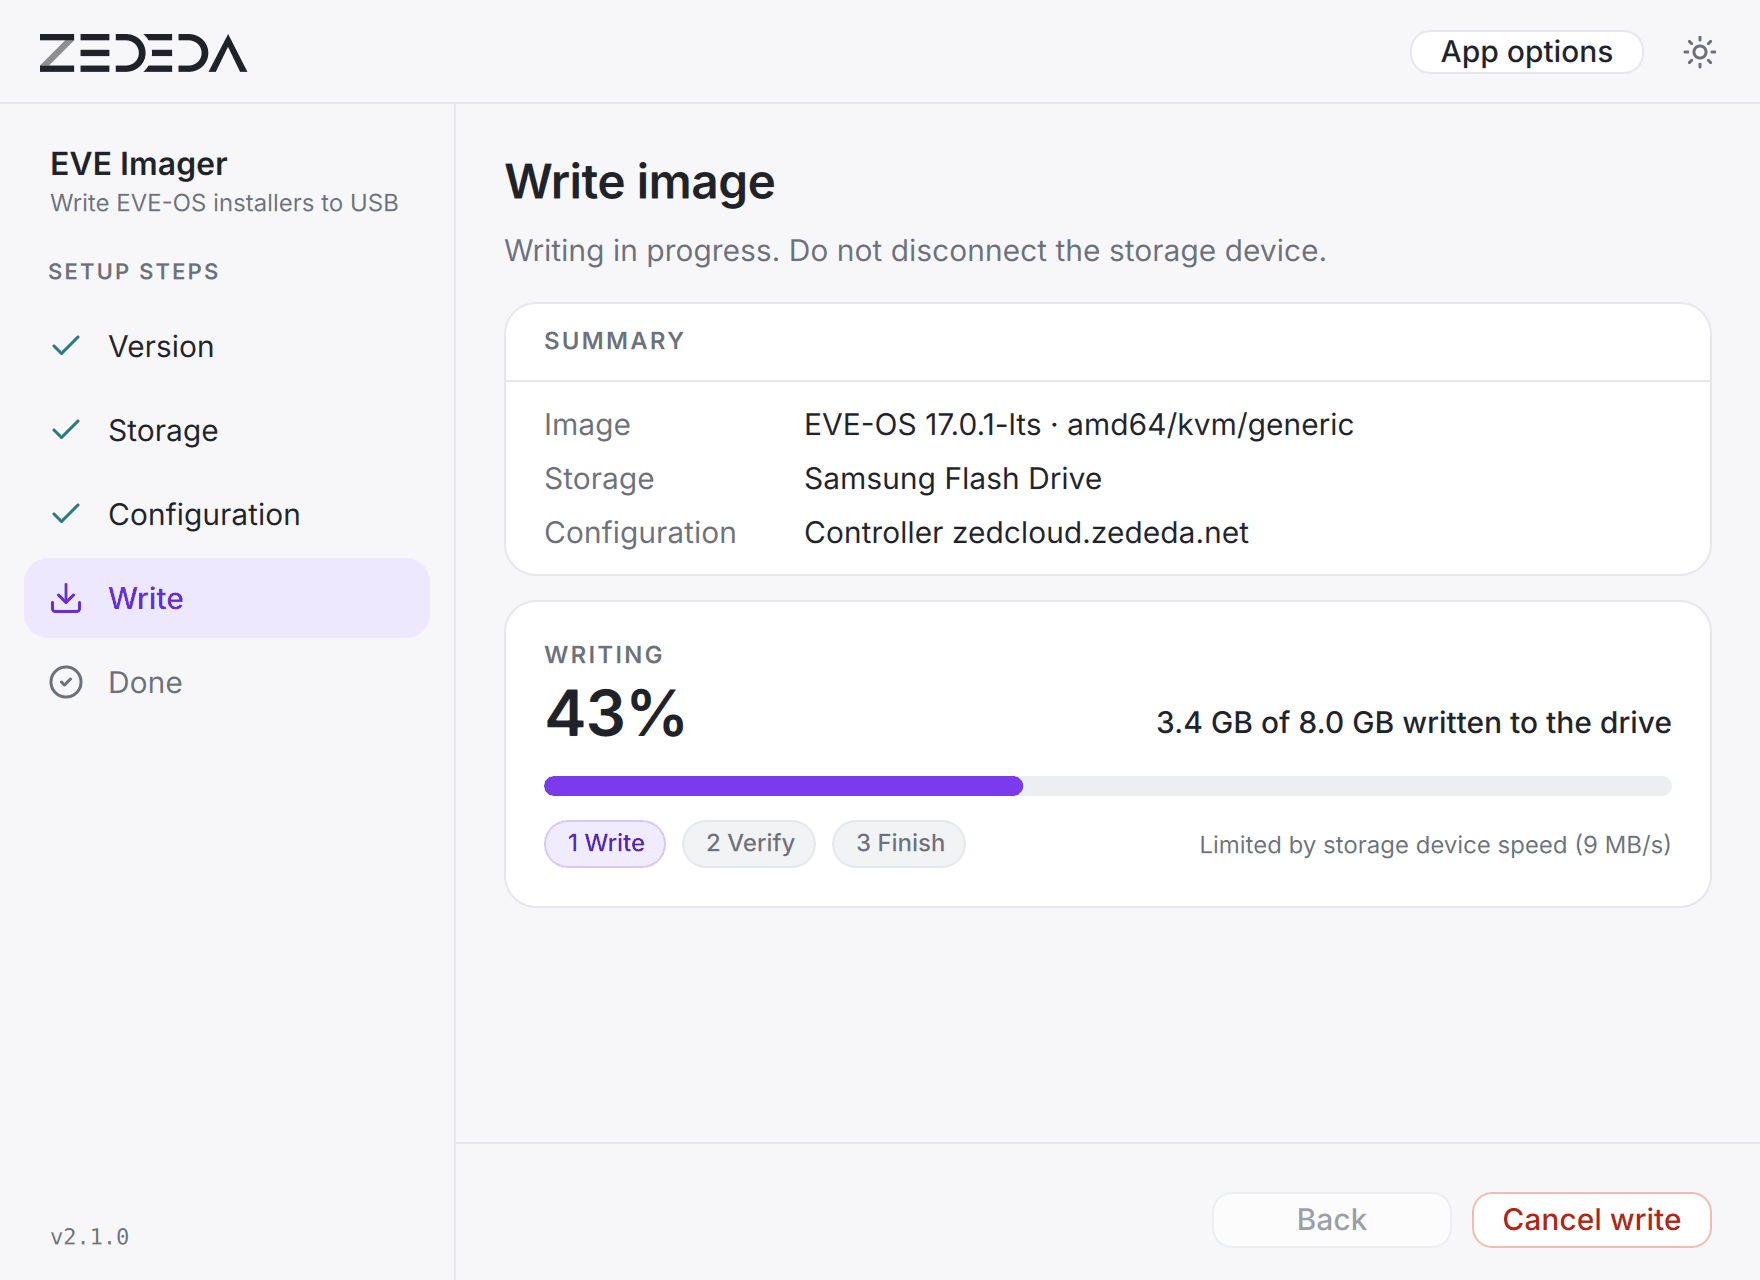 ZEDEDA
App options
EVE Imager
Write EVE-OS installers to USB
SETUP STEPS
Version
Storage
Configuration
Write
Done
v2.1.0
Write image
Writing in progress. Do not disconnect the storage device.
SUMMARY
Image EVE-OS 17.0.1-lts · amd64/kvm/generic
Storage Samsung Flash Drive
Configuration Controller zedcloud.zededa.net
WRITING
43% 3.4 GB of 8.0 GB written to the drive
1 Write 2 Verify 3 Finish Limited by storage device speed (9 MB/s)
Back Cancel write